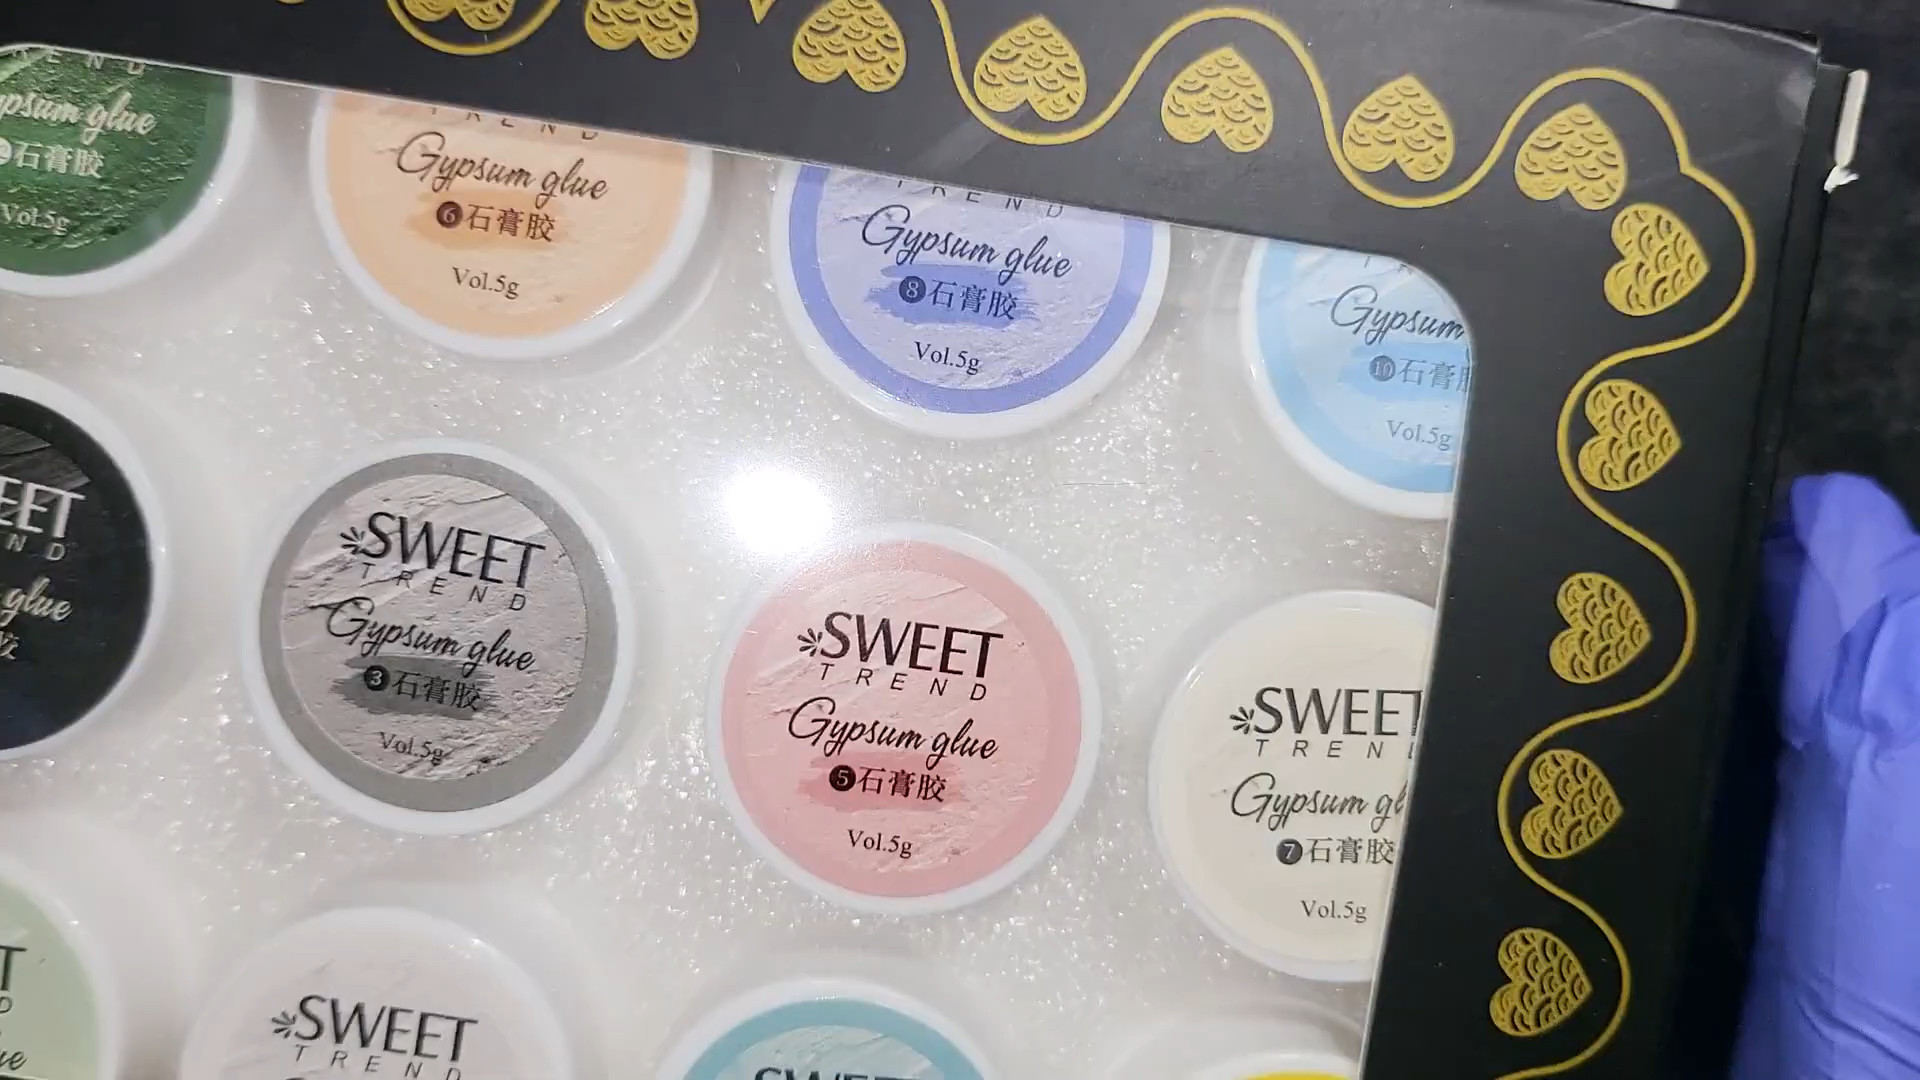 glue
石膏胶
Vol.5g
TREND
Gypsum glue
6 石膏胶
Vol.5g
TREND
Gypsum glue
8 石膏胶
Vol.5g
Gypsum
10 石膏
Vol.5g
glue
SWEET
TREND
Gypsum glue
3 石膏胶
Vol.5g
SWEET
TREND
Gypsum glue
5 石膏胶
Vol.5g
SWEET
TREND
Gypsum
7 石膏胶
Vol.5g
SWEET
TREND
SWEET